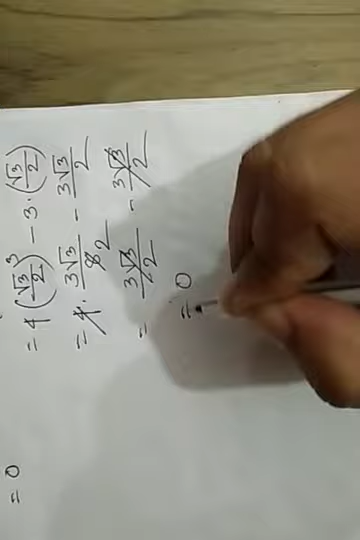 = 4(√3/2)³ - 3·(√3/2)
= 4· 3√3/8 2 - 3√3/2
= 3√3/2 - 3√3/2
= 0
= 0